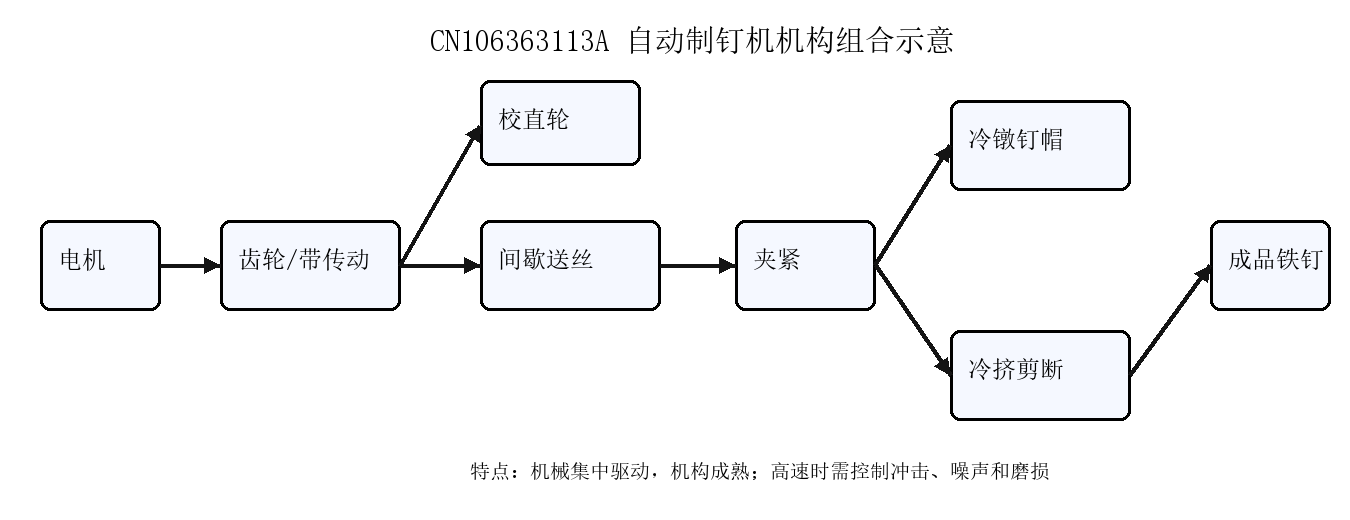 CN106363113A 自动制钉机机构组合示意
校直轮
冷镦钉帽
电机
齿轮/带传动
间歇送丝
夹紧
成品铁钉
冷挤剪断
特点：机械集中驱动，机构成熟；高速时需控制冲击、噪声和磨损